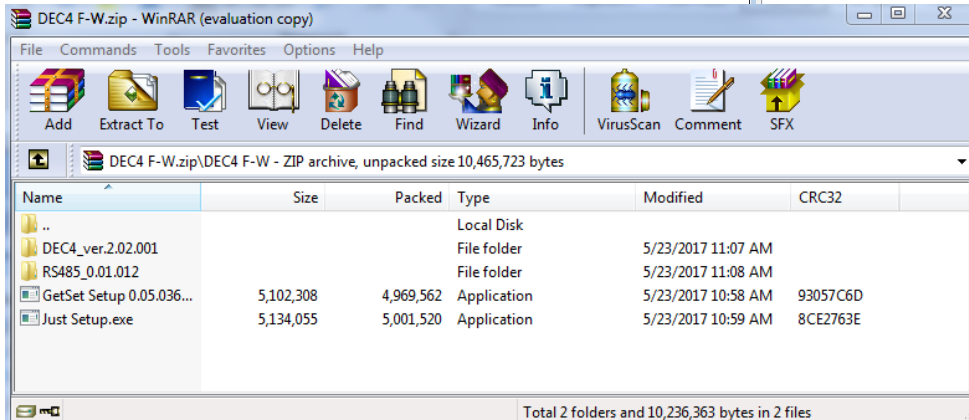 DEC4 F-W.zip - WinRAR (evaluation copy)
File Commands Tools Favorites Options Help
Add Extract To Test View Delete Find Wizard Info VirusScan Comment SFX
DEC4 F-W.zip\DEC4 F-W - ZIP archive, unpacked size 10,465,723 bytes
Name Size Packed Type Modified CRC32
.. Local Disk
DEC4_ver.2.02.001 File folder 5/23/2017 11:07 AM
RS485_0.01.012 File folder 5/23/2017 11:08 AM
GetSet Setup 0.05.036... 5,102,308 4,969,562 Application 5/23/2017 10:58 AM 93057C6D
Just Setup.exe 5,134,055 5,001,520 Application 5/23/2017 10:59 AM 8CE2763E
Total 2 folders and 10,236,363 bytes in 2 files